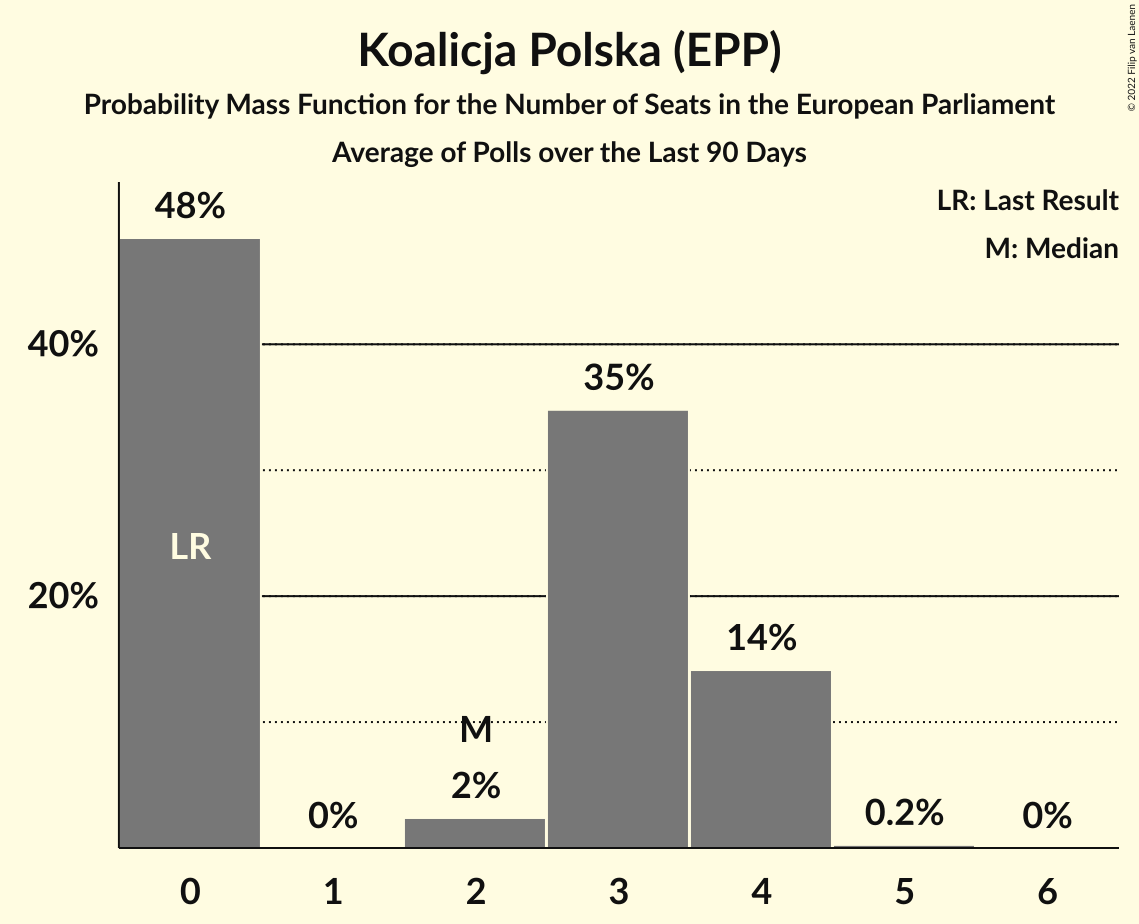 Koalicja Polska (EPP)
Probability Mass Function for the Number of Seats in the European Parliament
Average of Polls over the Last 90 Days
© 2022 Filip van Laenen
LR: Last Result
M: Median
48%
40%
35%
LR
20%
14%
M
2%
0%
0.2%
0%
0 1 2 3 4 5 6